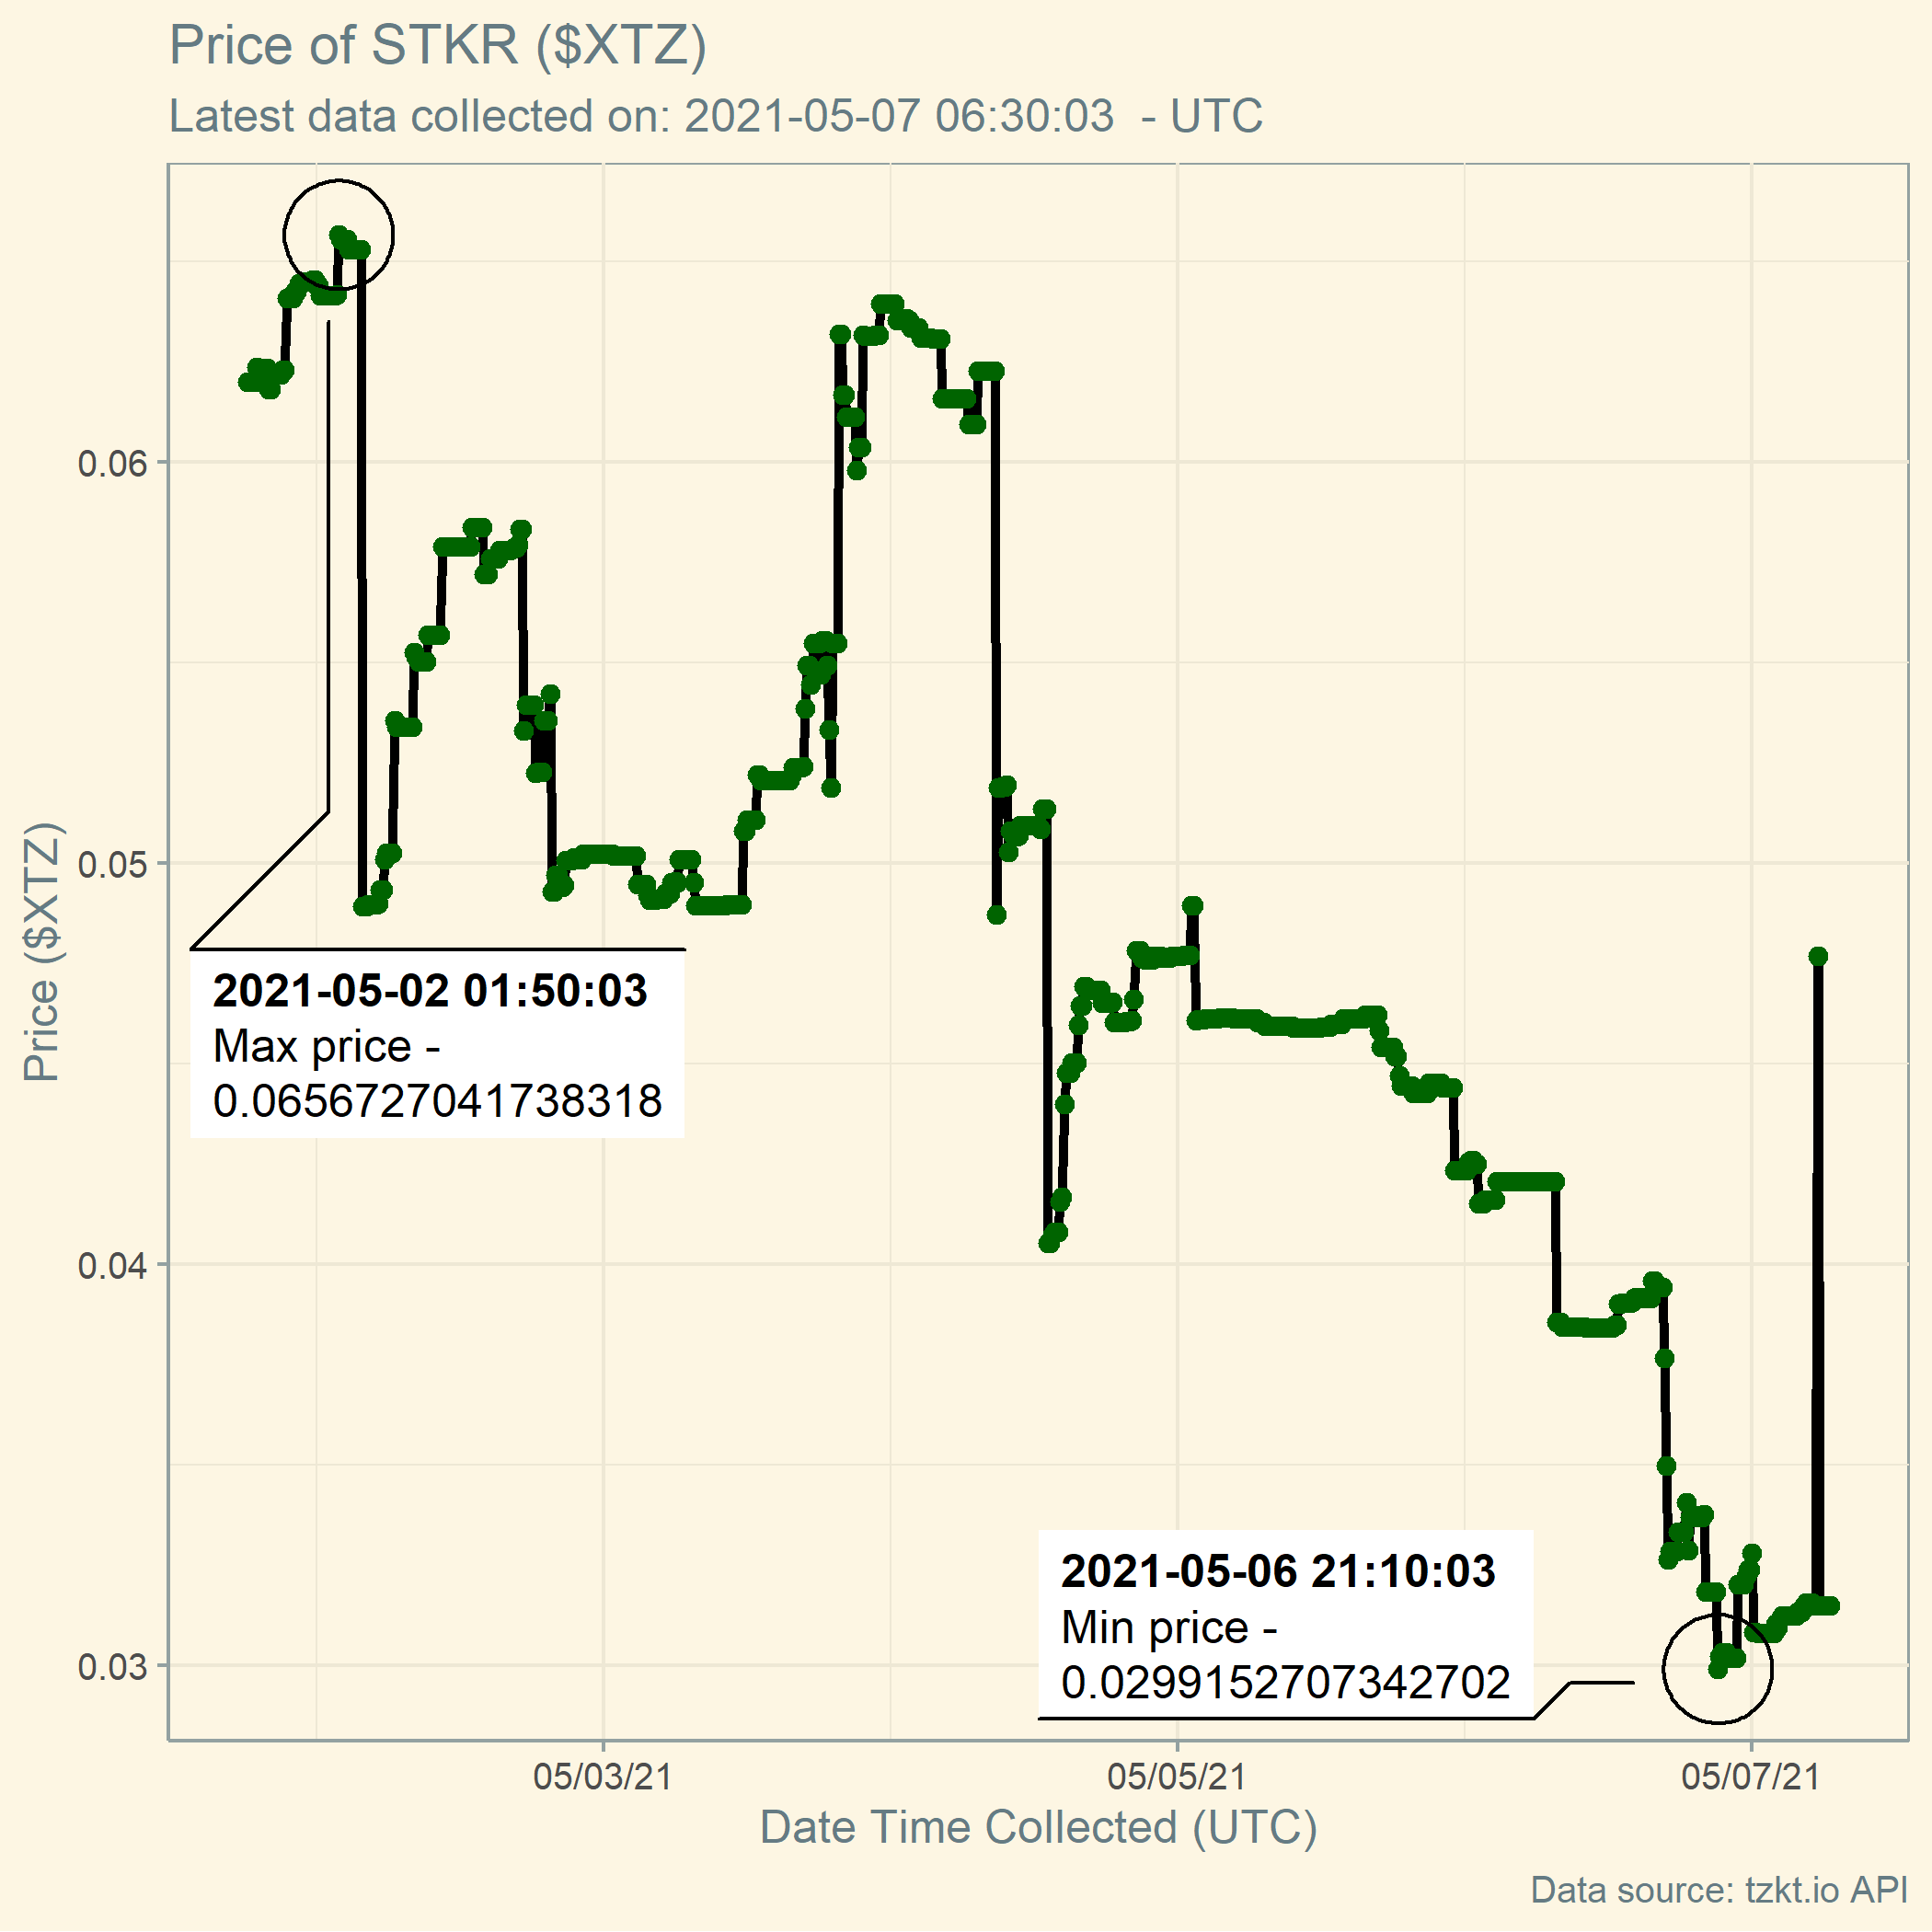 Price of STKR ($XTZ)
Latest data collected on: 2021-05-07 06:30:03  - UTC
Price ($XTZ)
0.06
0.05
0.04
0.03
2021-05-02 01:50:03
Max price -
0.0656727041738318
2021-05-06 21:10:03
Min price -
0.0299152707342702
05/03/21
05/05/21
05/07/21
Date Time Collected (UTC)
Data source: tzkt.io API